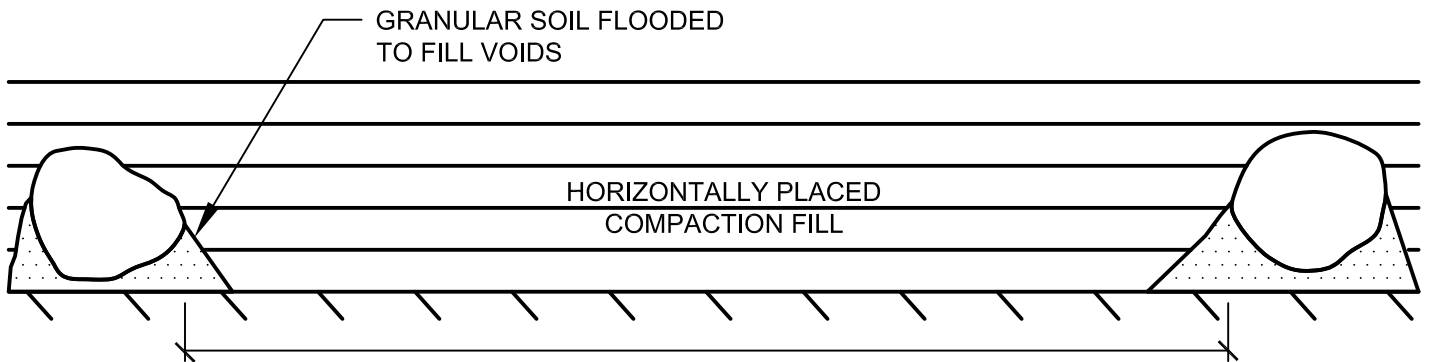 GRANULAR SOIL FLOODED
TO FILL VOIDS
HORIZONTALLY PLACED
COMPACTION FILL